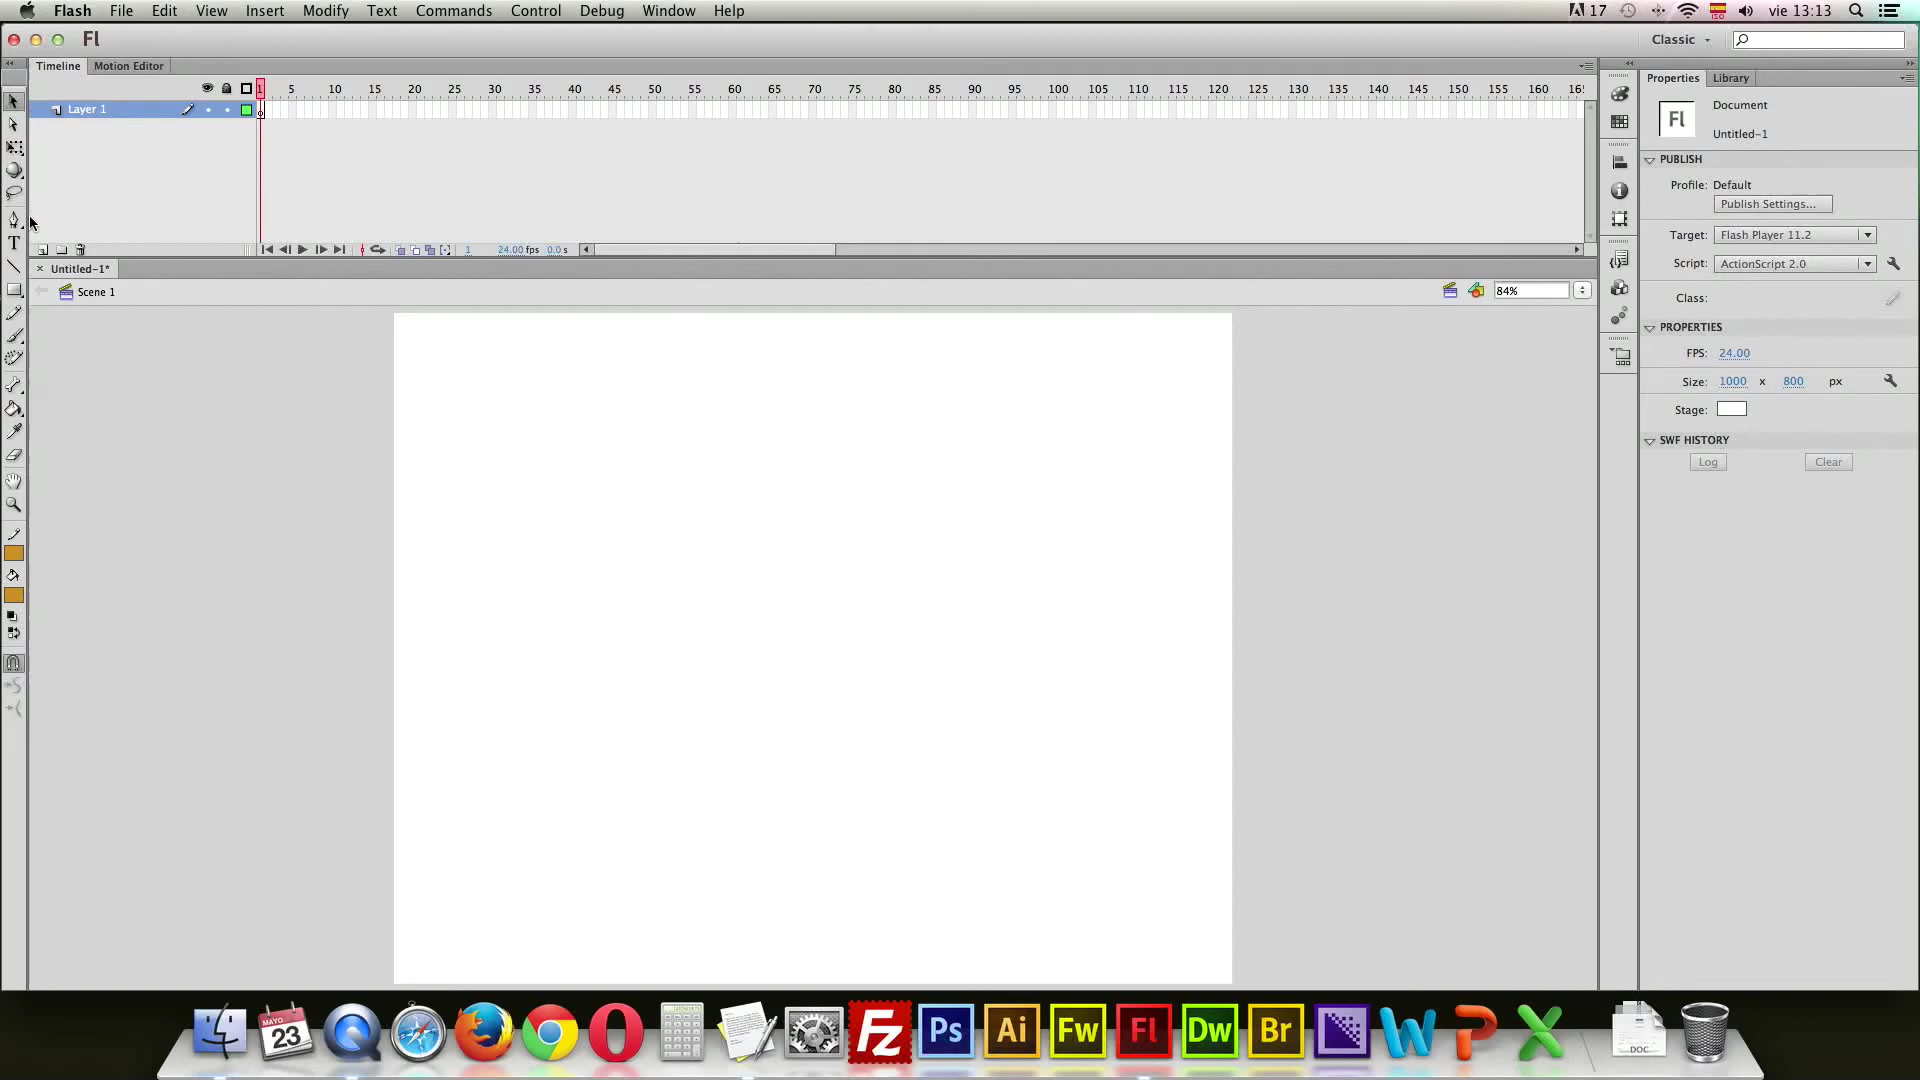 Flash File Edit View Insert Modify Text Commands Control Debug Window Help 17 ISO vie 13:13
Fl Classic
Timeline Motion Editor
1 5 10 15 20 25 30 35 40 45 50 55 60 65 70 75 80 85 90 95 100 105 110 115 120 125 130 135 140 145 150 155 160 165
Layer 1
T
1 24.00 fps 0.0 s
Untitled-1*
Scene 1 84%
Properties Library
Fl Document
Untitled-1
PUBLISH
Profile: Default
Publish Settings...
Target: Flash Player 11.2
Script: ActionScript 2.0
Class:
PROPERTIES
FPS: 24.00
Size: 1000 x 800 px
Stage:
SWF HISTORY
Log Clear
MAYO
23
Fz Ps Ai Fw Fl Dw Br W P X DOC